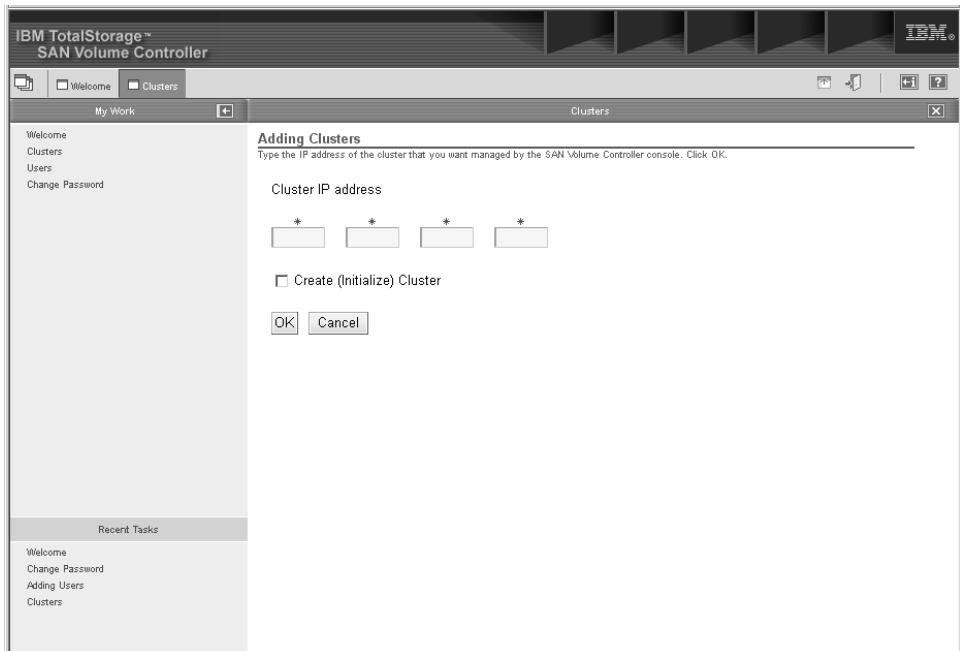 IBM TotalStorage™
SAN Volume Controller
IBM®
Welcome
Clusters
?
My Work
Clusters
Welcome
Clusters
Users
Change Password
Adding Clusters
Type the IP address of the cluster that you want managed by the SAN Volume Controller console. Click OK.
Cluster IP address
* * * *
Create (Initialize) Cluster
OK Cancel
Recent Tasks
Welcome
Change Password
Adding Users
Clusters